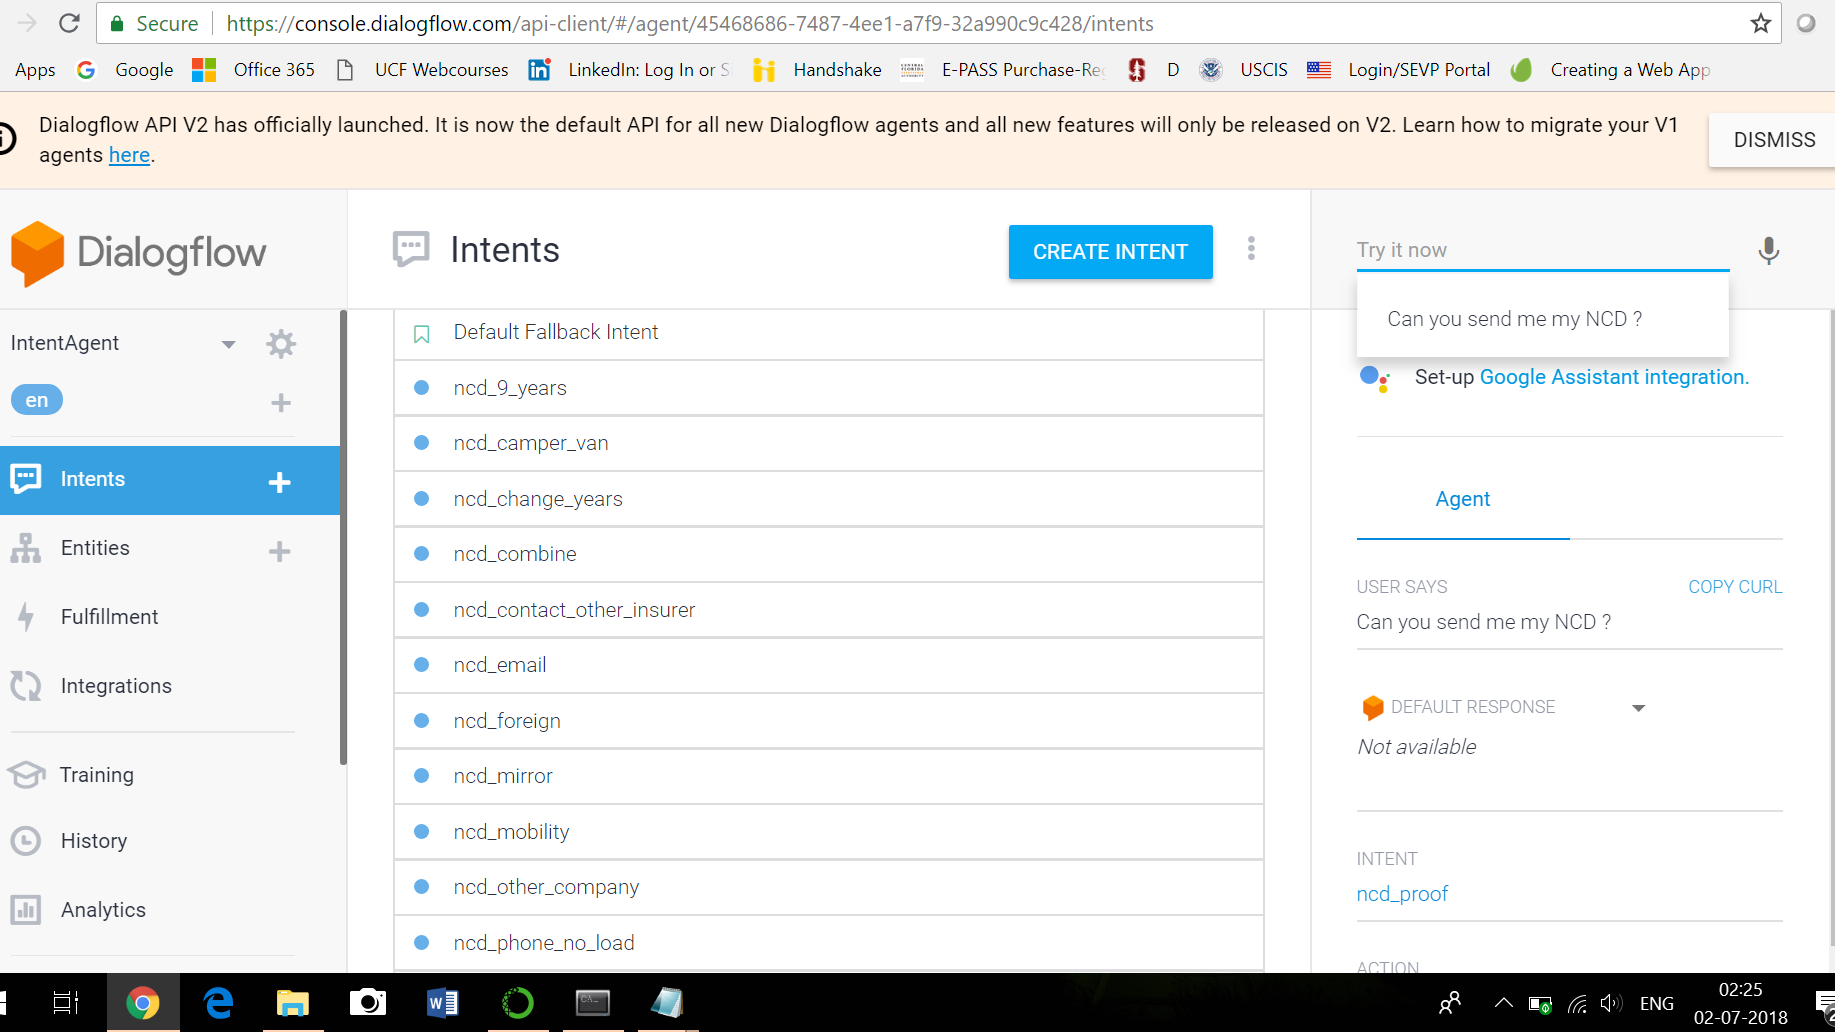 Secure https://console.dialogflow.com/api-client/#/agent/45468686-7487-4ee1-a7f9-32a990c9c428/intents
Apps Google Office 365 UCF Webcourses LinkedIn: Log In or S Handshake E-PASS Purchase-Reg D USCIS Login/SEVP Portal Creating a Web App
Dialogflow API V2 has officially launched. It is now the default API for all new Dialogflow agents and all new features will only be released on V2. Learn how to migrate your V1
agents here.
DISMISS
Dialogflow
IntentAgent
en
Intents
Entities
Fulfillment
Integrations
Training
History
Analytics
Intents
CREATE INTENT
Default Fallback Intent
ncd_9_years
ncd_camper_van
ncd_change_years
ncd_combine
ncd_contact_other_insurer
ncd_email
ncd_foreign
ncd_mirror
ncd_mobility
ncd_other_company
ncd_phone_no_load
Try it now
Can you send me my NCD ?
Set-up Google Assistant integration.
Agent
USER SAYS COPY CURL
Can you send me my NCD ?
DEFAULT RESPONSE
Not available
INTENT
ncd_proof
ACTION
ENG
02:25
02-07-2018